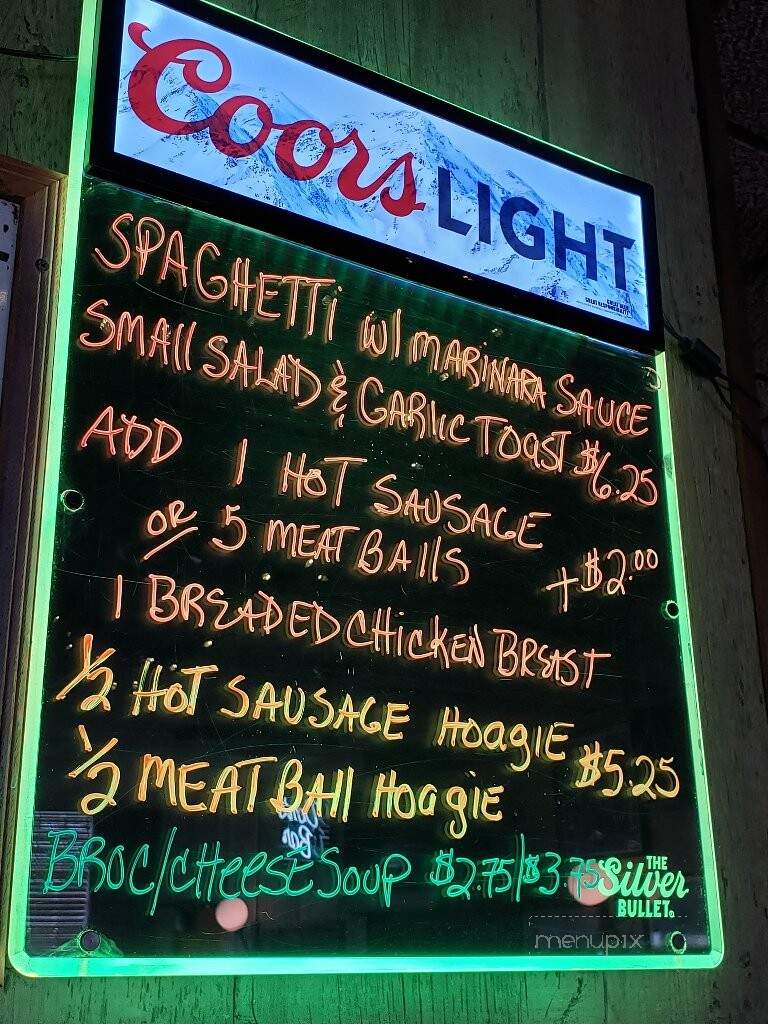 Coors LIGHT
SPAGHETTi w/ MARINARA SAUCE
SMAll SALAD & GARlic TOAST $6.25
ADD 1 HOT SAUSAGE
OR 5 MEATBAllS +$2.00
1 BREADED CHicKEN BREAST
1/2 HOT SAUSAGE HOagiE
1/2 MEATBAll HOagiE $5.25
BROC/CHEESE SOUP $2.75/$3.75
THE
Silver
BULLET
menupix